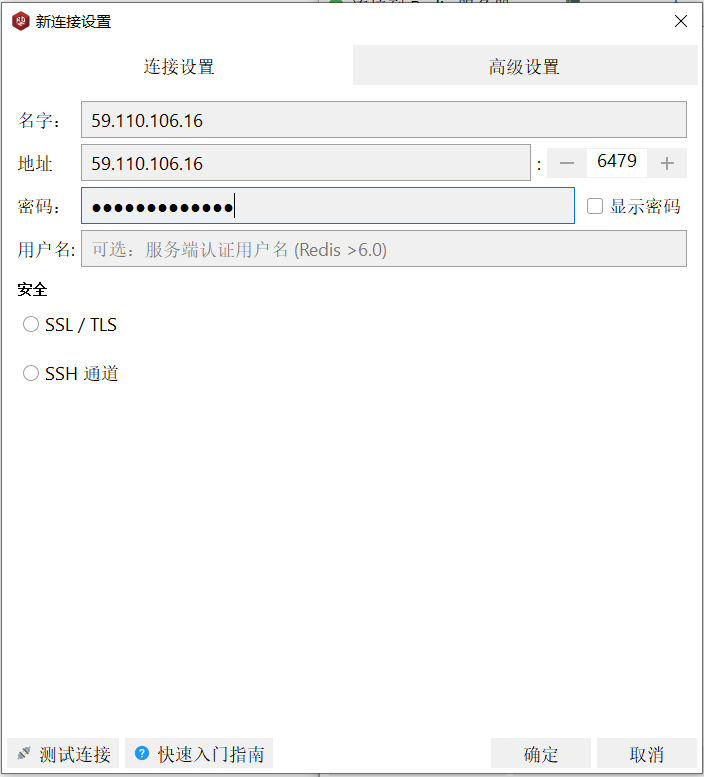 新连接设置
连接设置
高级设置
名字： 59.110.106.16
地址 59.110.106.16 : 6479
密码： ●●●●●●●●●●●●● 显示密码
用户名: 可选：服务端认证用户名 (Redis >6.0)
安全
SSL / TLS
SSH 通道
测试连接 快速入门指南 确定 取消